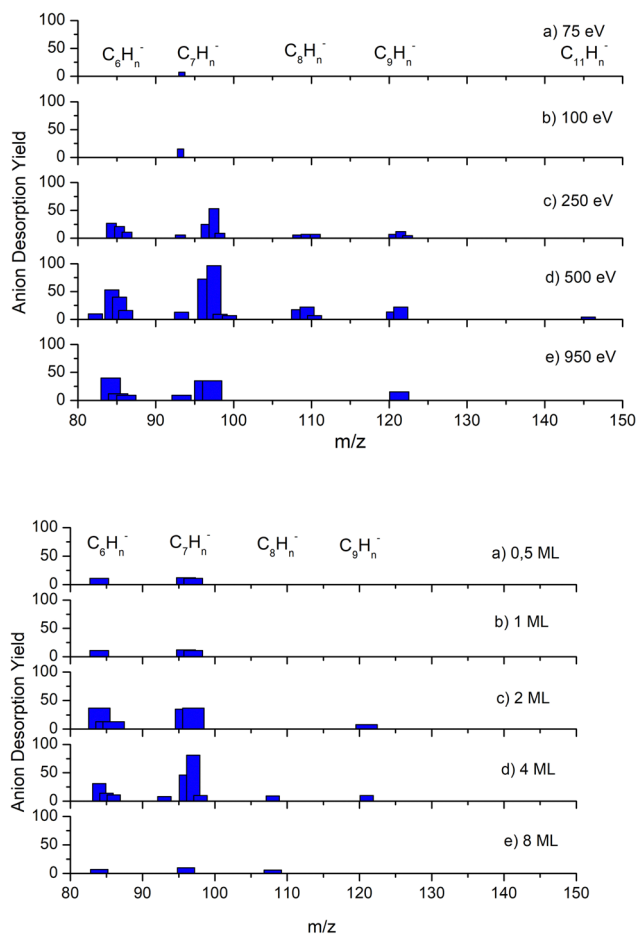 Anion Desorption Yield
100
50
0
a) 75 eV
C6Hn- C7Hn- C8Hn- C9Hn- C11Hn-
100
50
0
b) 100 eV
100
50
0
c) 250 eV
100
50
0
d) 500 eV
100
50
0
e) 950 eV
80 90 100 110 120 130 140 150
m/z
Anion Desorption Yield
100
50
0
C6Hn- C7Hn- C8Hn- C9Hn-
a) 0,5 ML
100
50
0
b) 1 ML
100
50
0
c) 2 ML
100
50
0
d) 4 ML
100
50
0
e) 8 ML
80 90 100 110 120 130 140 150
m/z